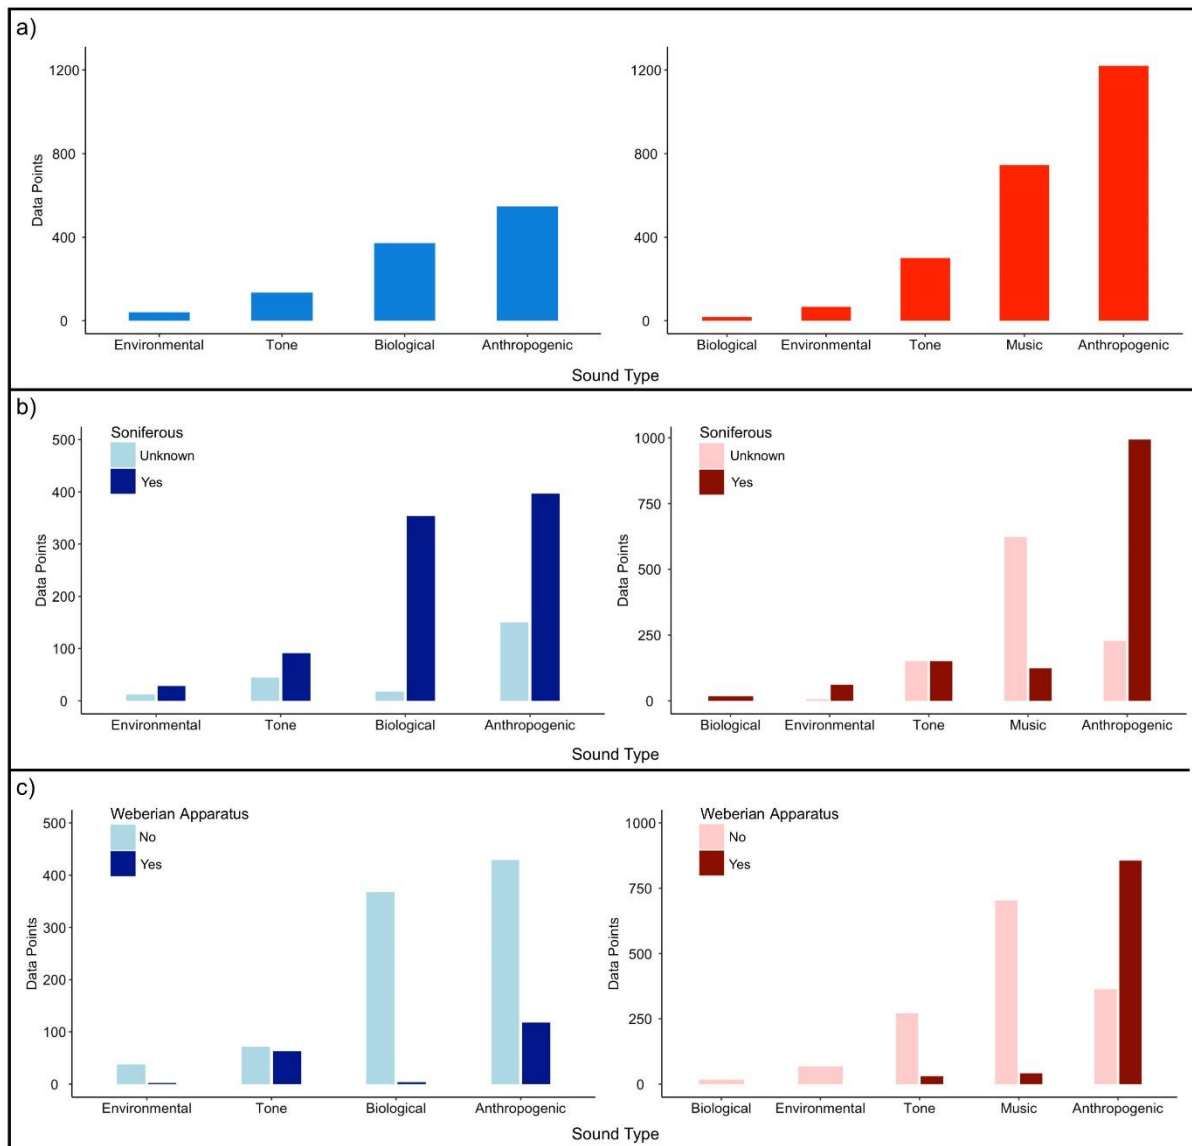 a)
1200
800
400
0
Data Points
Environmental Tone Biological Anthropogenic
1200
800
400
0
Biological Environmental Tone Music Anthropogenic
Sound Type
b)
Soniferous
Unknown
Yes
500
400
300
200
100
0
Data Points
Environmental Tone Biological Anthropogenic
Soniferous
Unknown
Yes
1000
750
500
250
0
Data Points
Biological Environmental Tone Music Anthropogenic
Sound Type
c)
Weberian Apparatus
No
Yes
500
400
300
200
100
0
Data Points
Environmental Tone Biological Anthropogenic
Weberian Apparatus
No
Yes
1000
750
500
250
0
Data Points
Biological Environmental Tone Music Anthropogenic
Sound Type